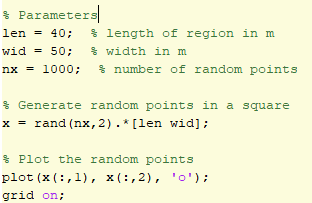 % Parameters
len = 40;  % length of region in m
wid = 50;  % width in m
nx = 1000;   % number of random points
% Generate random points in a square
x = rand(nx,2).*[len wid];
% Plot the random points
plot(x(:,1), x(:,2), 'o');
grid on;